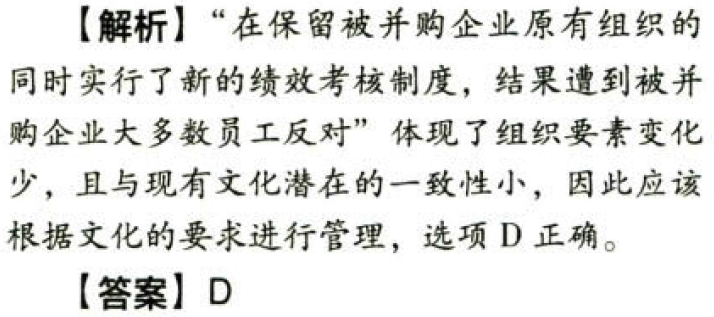 【解析】“在保留被并购企业原有组织的
同时实行了新的绩效考核制度，结果遭到被并
购企业大多数员工反对”体现了组织要素变化
少，且与现有文化潜在的一致性小，因此应该
根据文化的要求进行管理，选项 D 正确。
【答案】D